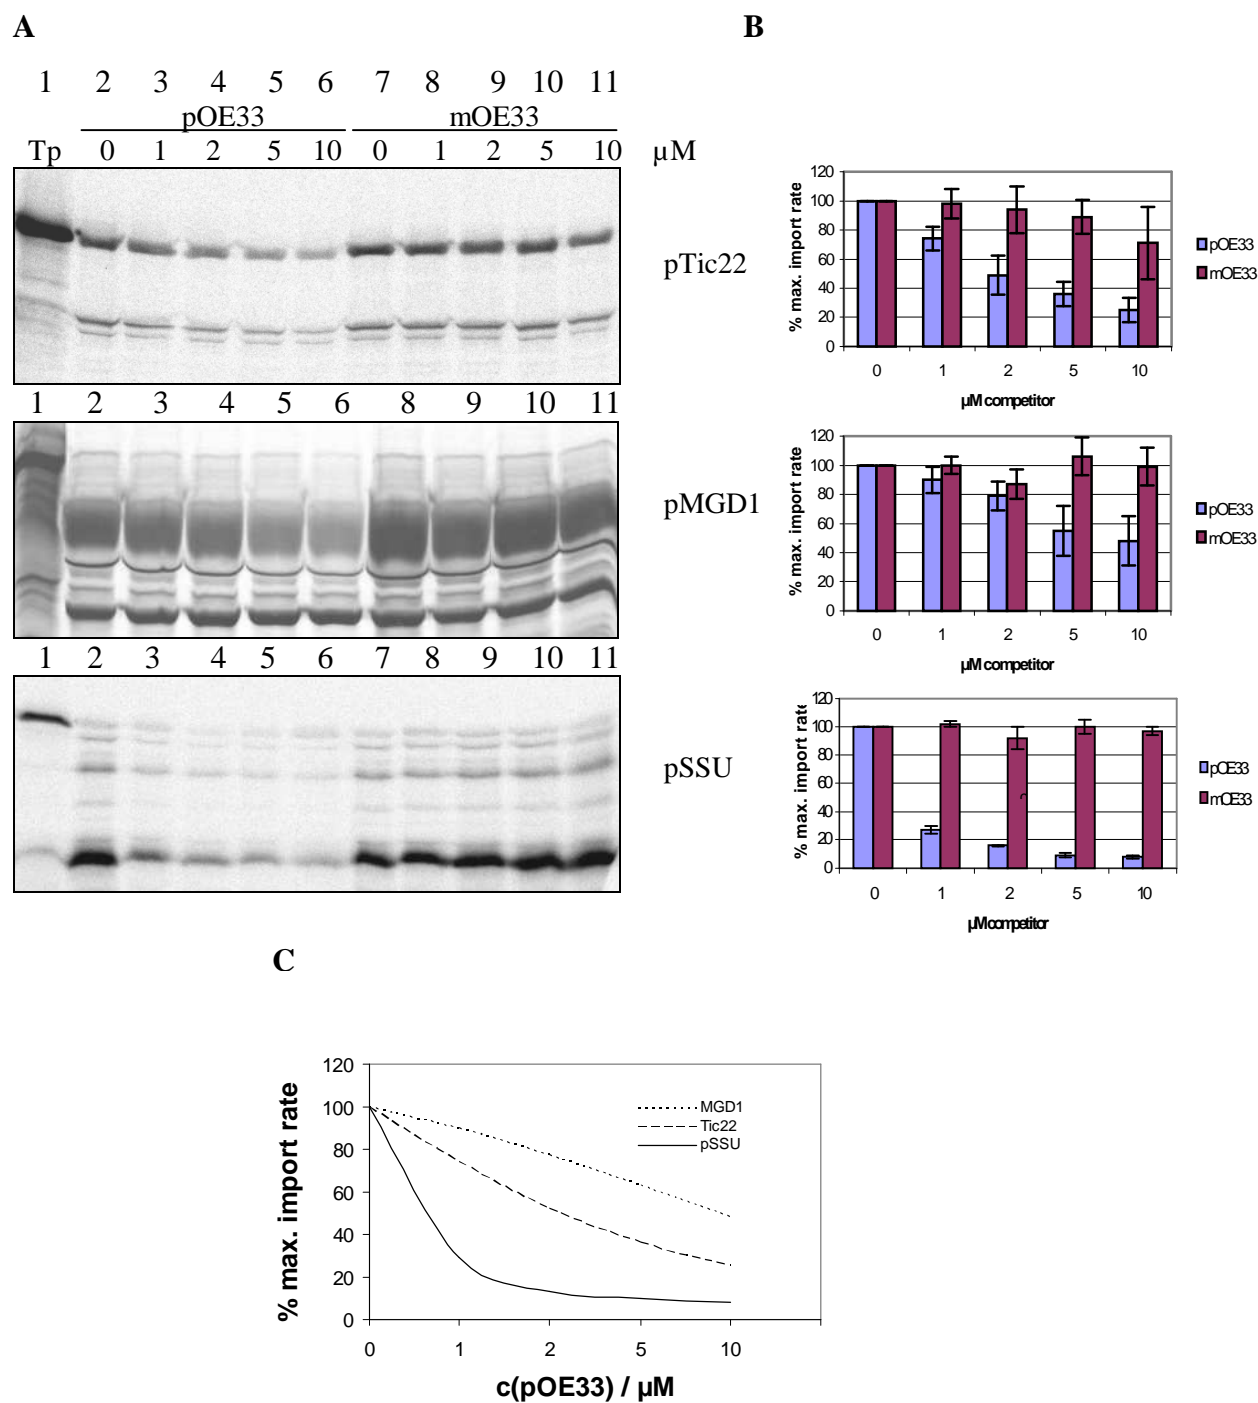 A
B
1 2 3 4 5 6 7 8 9 10 11
pOE33 mOE33
Tp 0 1 2 5 10 0 1 2 5 10 µM
pTic22
1 2 3 4 5 6 8 9 10 11
pMGD1
1 2 3 4 5 6 7 8 9 10 11
pSSU
120
100
80
60
40
20
0
% max. import rate
0 1 2 5 10
µM competitor
pOE33
mOE33
120
100
80
60
40
20
0
% max. import rate
0 1 2 5 10
µM competitor
pOE33
mOE33
120
100
80
60
40
20
0
% max. import rate
0 1 2 5 10
µM competitor
pOE33
mOE33
C
120
100
80
60
40
20
0
% max. import rate
MGD1
Tic22
pSSU
0 1 2 5 10
c(pOE33) / µM